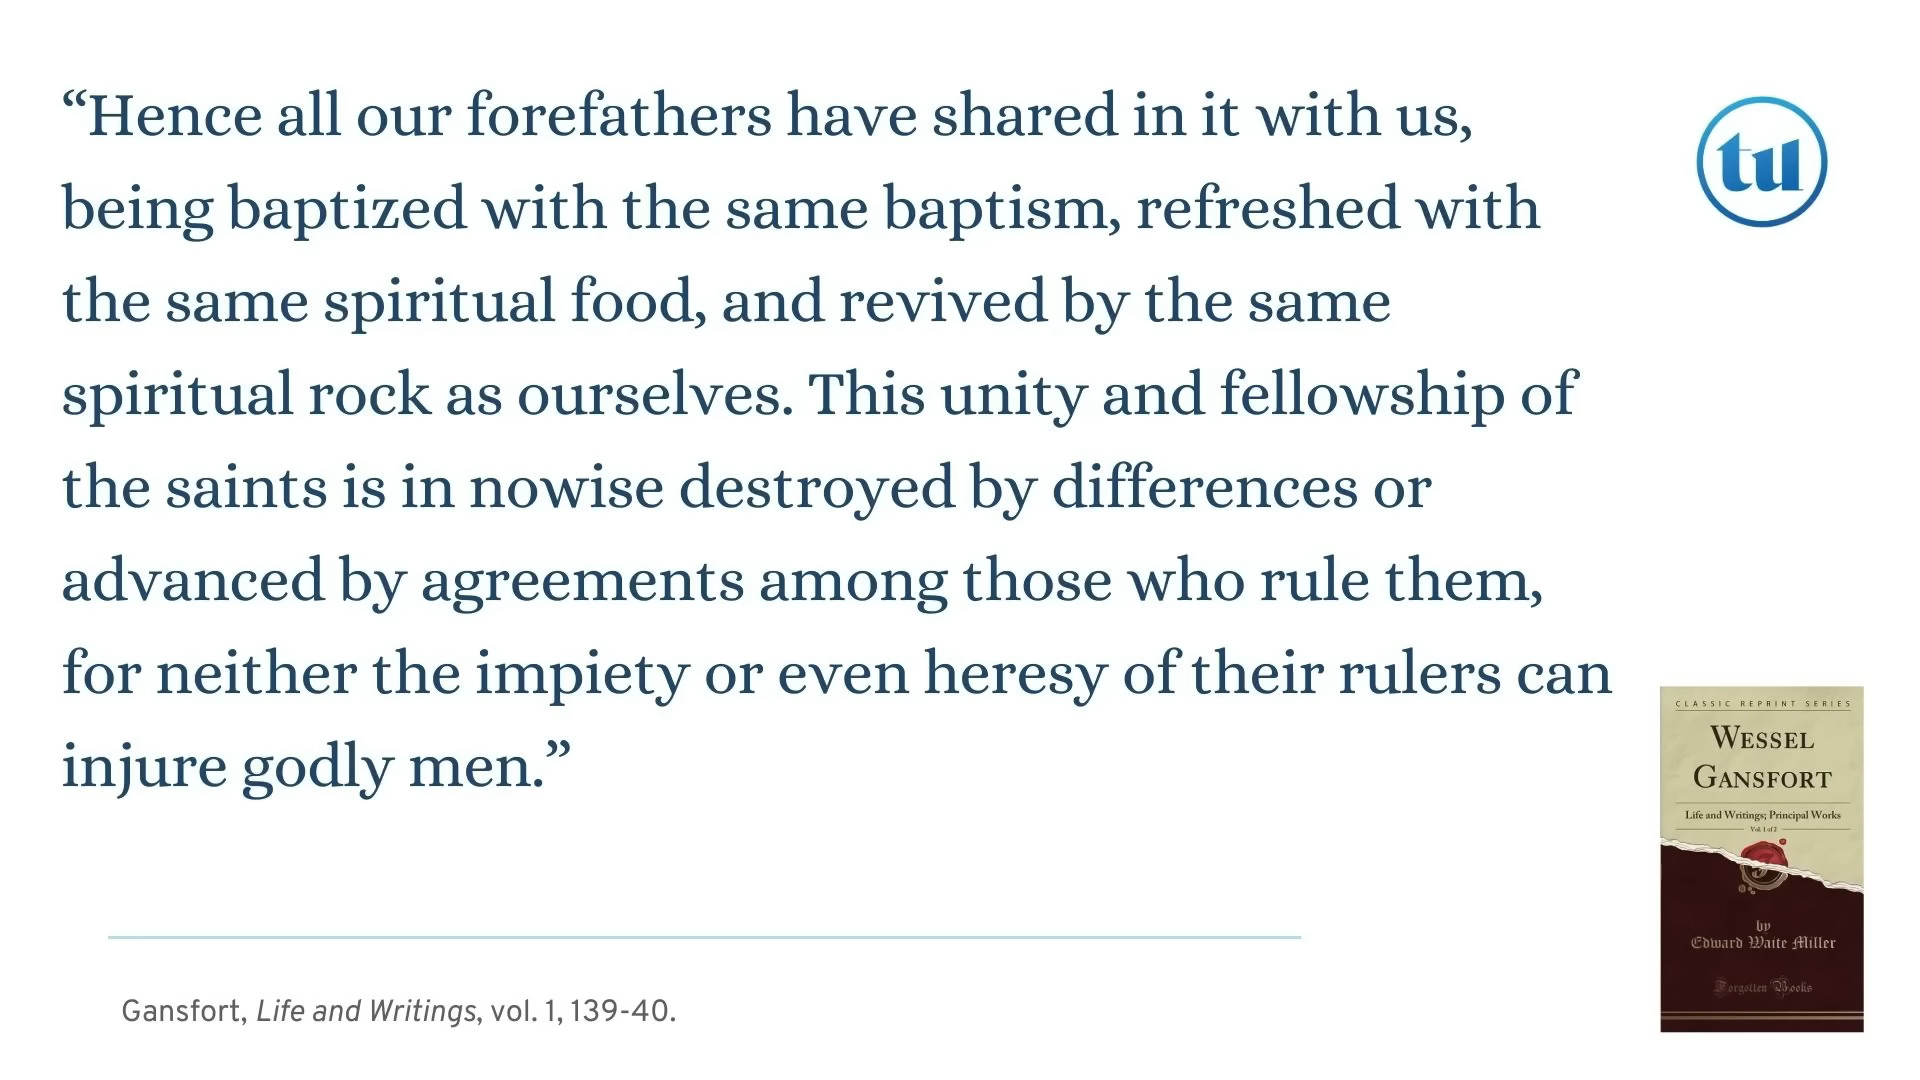 “Hence all our forefathers have shared in it with us,
being baptized with the same baptism, refreshed with
the same spiritual food, and revived by the same
spiritual rock as ourselves. This unity and fellowship of
the saints is in nowise destroyed by differences or
advanced by agreements among those who rule them,
for neither the impiety or even heresy of their rulers can
injure godly men.”
tu
CLASSIC REPRINT SERIES
WESSEL
GANSFORT
Life and Writings; Principal Works
Vol. 1 of 2
by
Edward Waite Miller
Forgotten Books
Gansfort, Life and Writings, vol. 1, 139-40.